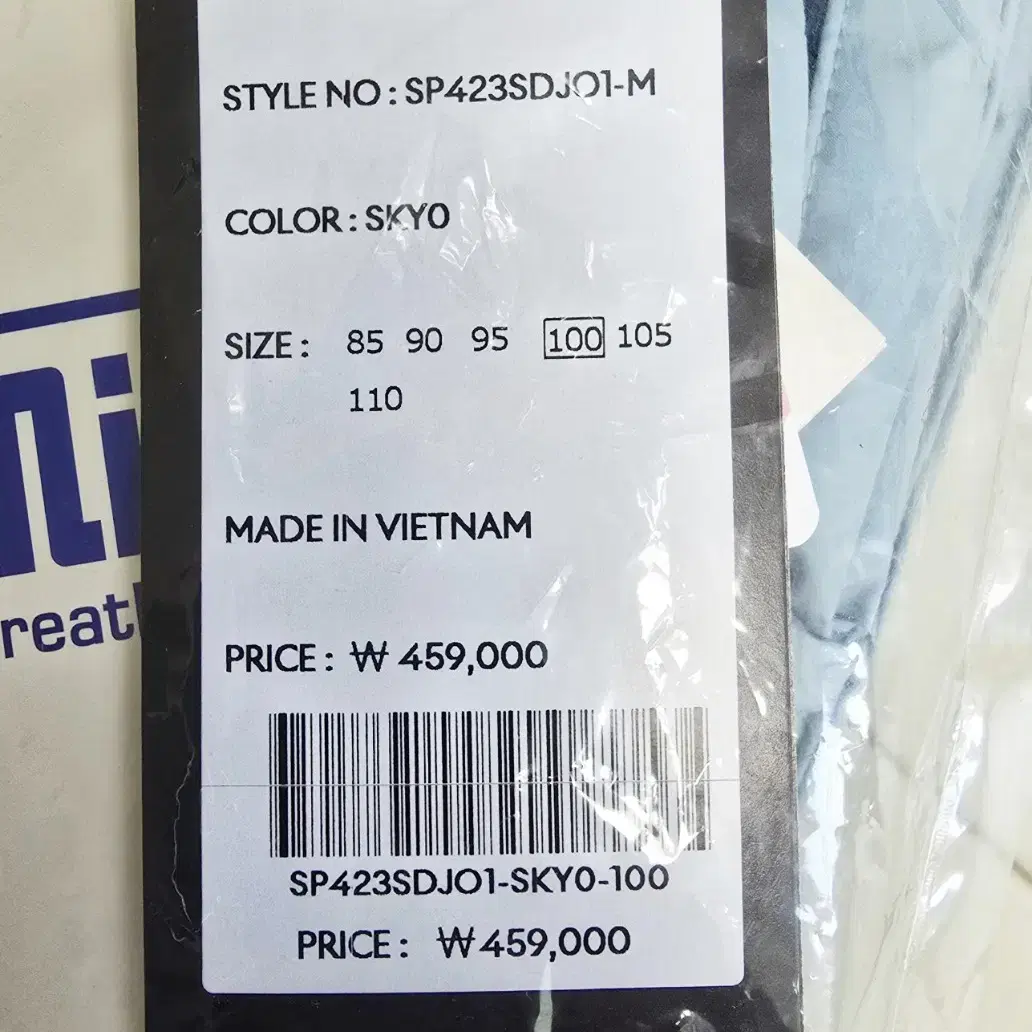 STYLE NO : SP423SDJO1-M
COLOR : SKY0
SIZE : 85 90 95 100 105
110
MADE IN VIETNAM
PRICE : ₩ 459,000
SP423SDJO1-SKY0-100
PRICE : ₩459,000